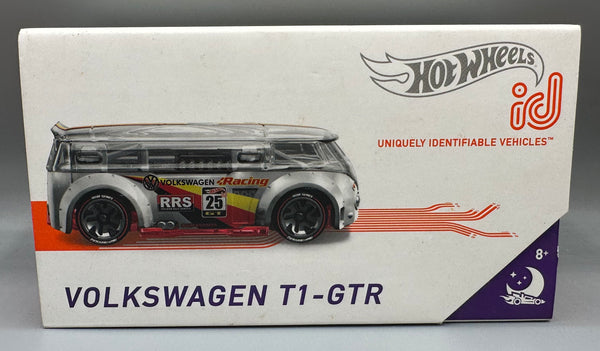 Hot Wheels
id
UNIQUELY IDENTIFIABLE VEHICLES™
VOLKSWAGEN Racing
RRS
25
8+
VOLKSWAGEN T1-GTR